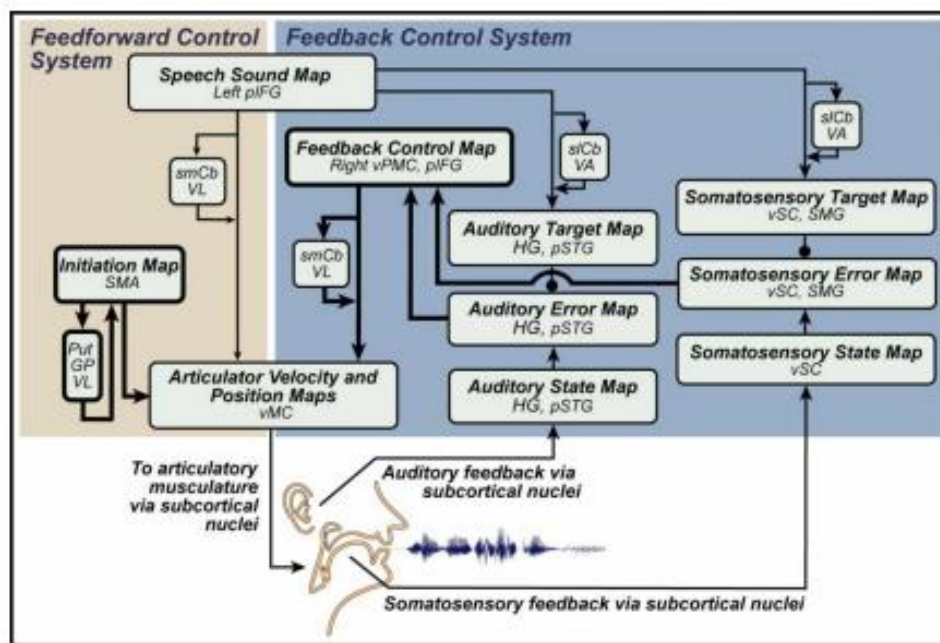 Feedforward Control
System
Feedback Control System
Speech Sound Map
Left pIFG
smCb
VL
Initiation Map
SMA
Put
GP
VL
Articulator Velocity and
Position Maps
vMC
Feedback Control Map
Right vPMC, pIFG
smCb
VL
slCb
VA
Auditory Target Map
HG, pSTG
Auditory Error Map
HG, pSTG
Auditory State Map
HG, pSTG
slCb
VA
Somatosensory Target Map
vSC, SMG
Somatosensory Error Map
vSC, SMG
Somatosensory State Map
vSC
To articulatory
musculature
via subcortical
nuclei
Auditory feedback via
subcortical nuclei
Somatosensory feedback via subcortical nuclei